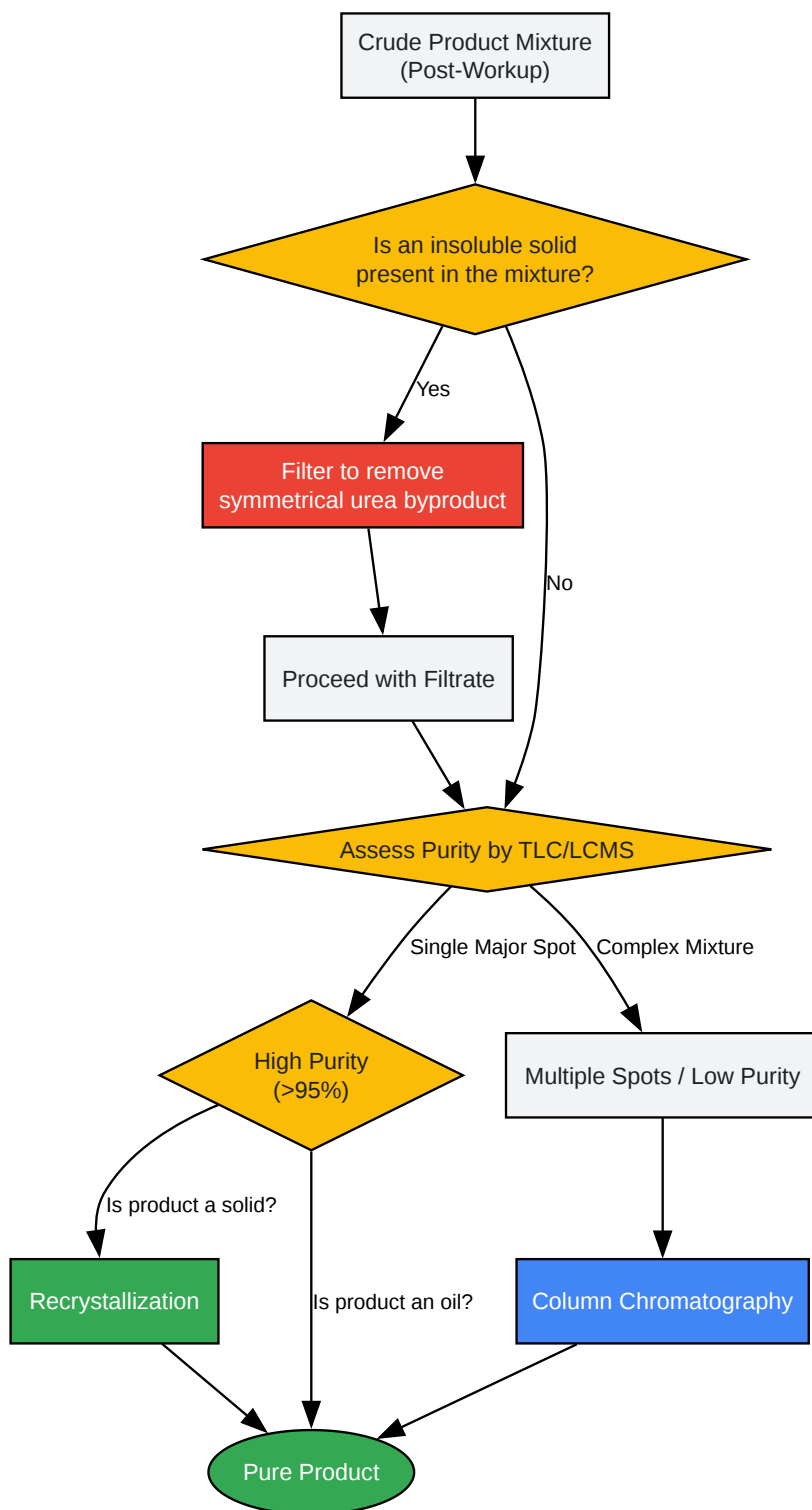 Crude Product Mixture
(Post-Workup)
Is an insoluble solid
present in the mixture?
Yes
Filter to remove
symmetrical urea byproduct
No
Proceed with Filtrate
Assess Purity by TLC/LCMS
Single Major Spot
Complex Mixture
High Purity
(>95%)
Multiple Spots / Low Purity
Is product a solid?
Recrystallization
Is product an oil?
Column Chromatography
Pure Product